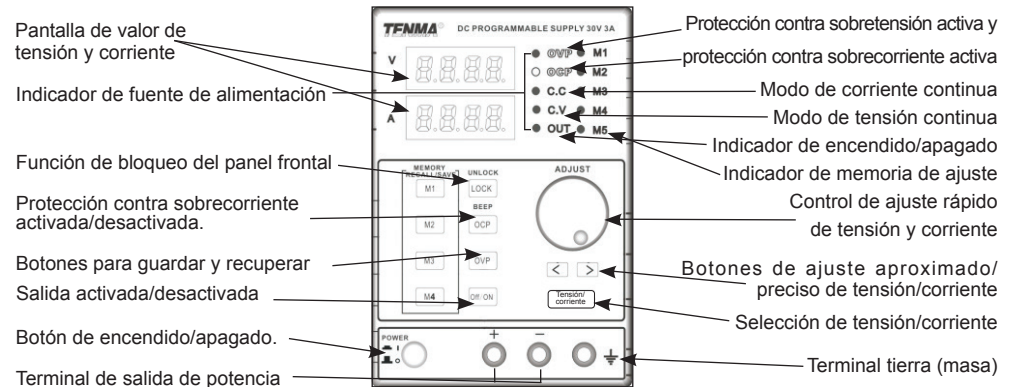 Pantalla de valor de
tensión y corriente
Indicador de fuente de alimentación
Función de bloqueo del panel frontal
Protección contra sobrecorriente
activada/desactivada.
Botones para guardar y recuperar
Salida activada/desactivada
Botón de encendido/apagado.
Terminal de salida de potencia
TENMA
DC PROGRAMMABLE SUPPLY 30V 3A
V
A
OVP M1
OCP M2
C.C M3
C.V M4
OUT M5
MEMORY
RECALL/SAVE
UNLOCK
M1
LOCK
BEEP
M2
OCP
M3
OVP
M4
Off/ON
ADJUST
< >
Tensión/
corriente
POWER
I
O
+
−
Protección contra sobretensión activa y
protección contra sobrecorriente activa
Modo de corriente continua
Modo de tensión continua
Indicador de encendido/apagado
Indicador de memoria de ajuste
Control de ajuste rápido
de tensión y corriente
Botones de ajuste aproximado/
preciso de tensión/corriente
Selección de tensión/corriente
Terminal tierra (masa)